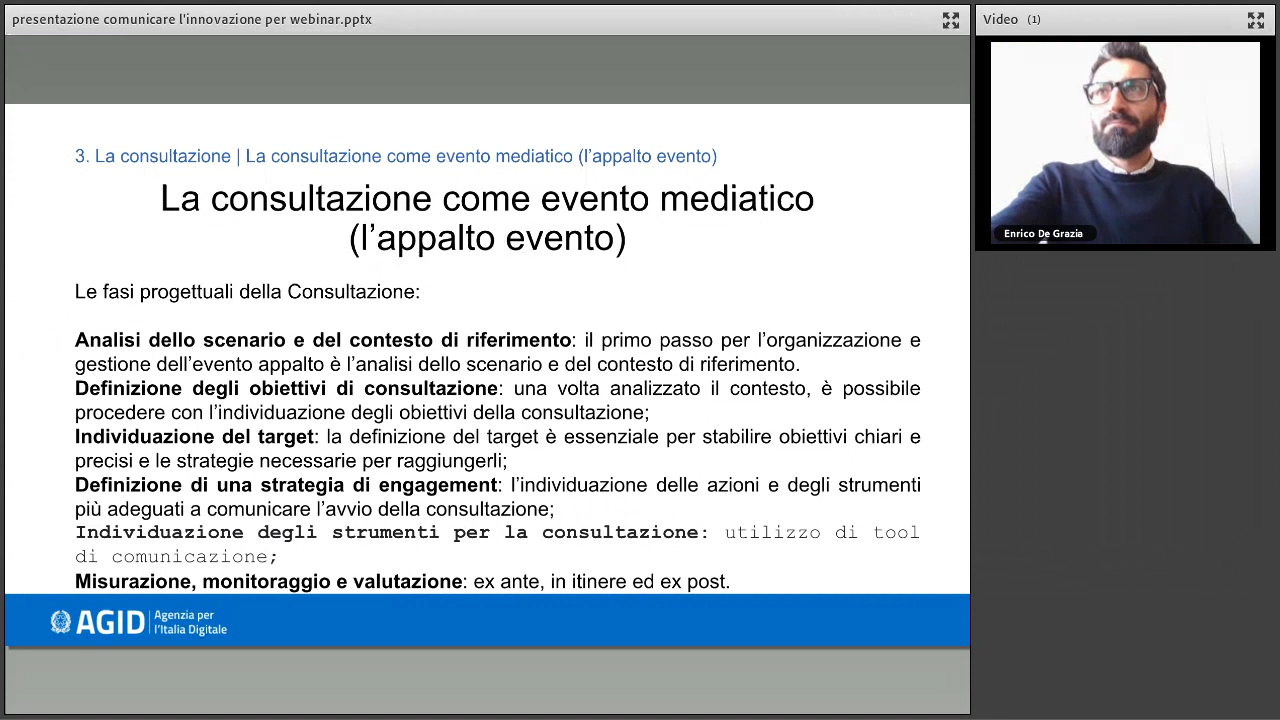 presentazione comunicare l'innovazione per webinar.pptx
Video (1)
Enrico De Grazia
3. La consultazione | La consultazione come evento mediatico (l’appalto evento)
La consultazione come evento mediatico
(l’appalto evento)
Le fasi progettuali della Consultazione:
Analisi dello scenario e del contesto di riferimento: il primo passo per l’organizzazione e
gestione dell’evento appalto è l’analisi dello scenario e del contesto di riferimento.
Definizione degli obiettivi di consultazione: una volta analizzato il contesto, è possibile
procedere con l’individuazione degli obiettivi della consultazione;
Individuazione del target: la definizione del target è essenziale per stabilire obiettivi chiari e
precisi e le strategie necessarie per raggiungerli;
Definizione di una strategia di engagement: l’individuazione delle azioni e degli strumenti
più adeguati a comunicare l’avvio della consultazione;
Individuazione degli strumenti per la consultazione: utilizzo di tool
di comunicazione;
Misurazione, monitoraggio e valutazione: ex ante, in itinere ed ex post.
AGID
Agenzia per
l’Italia Digitale